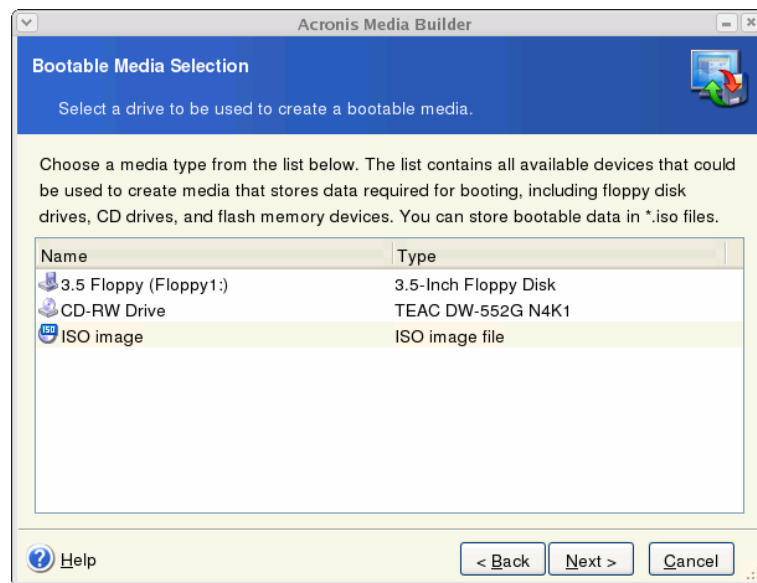 Acronis Media Builder
Bootable Media Selection
Select a drive to be used to create a bootable media.
Choose a media type from the list below. The list contains all available devices that could
be used to create media that stores data required for booting, including floppy disk
drives, CD drives, and flash memory devices. You can store bootable data in *.iso files.
Name Type
3.5 Floppy (Floppy1:) 3.5-Inch Floppy Disk
CD-RW Drive TEAC DW-552G N4K1
ISO ISO image ISO image file
Help < Back Next > Cancel